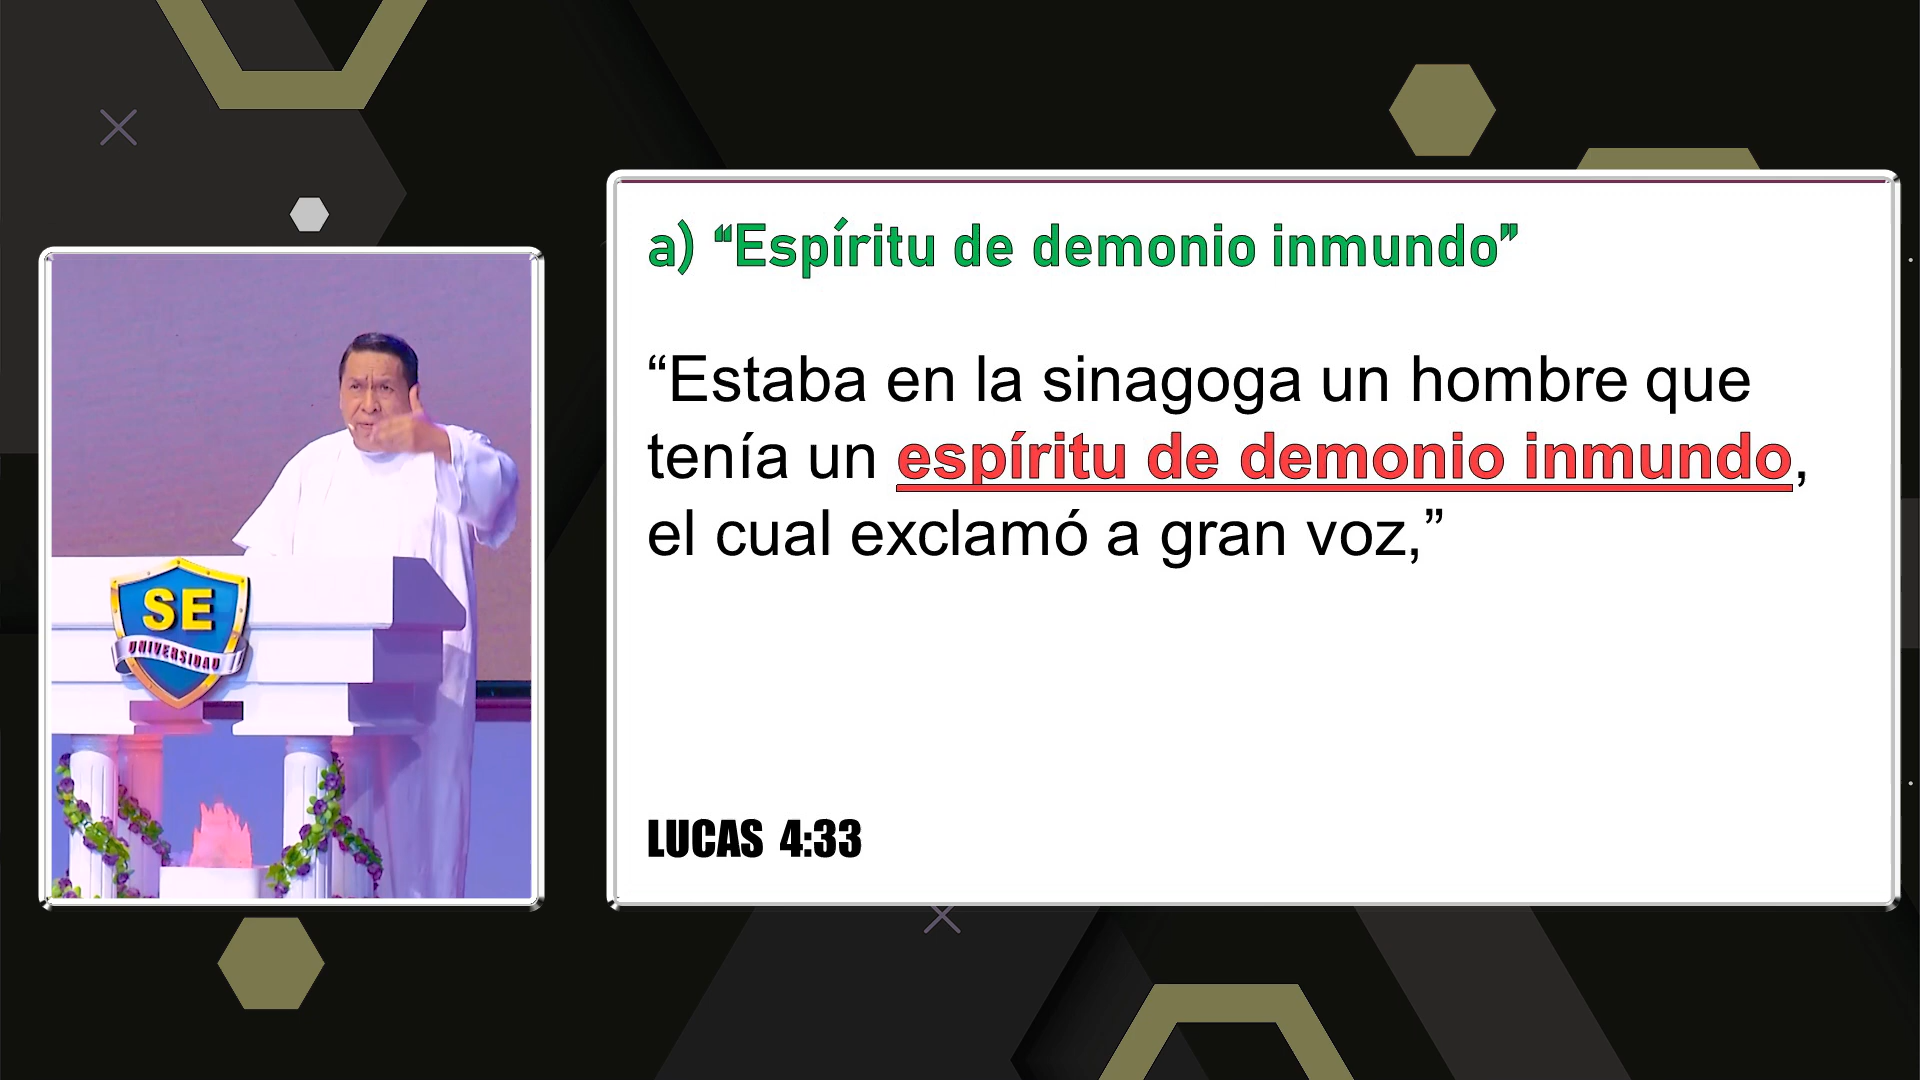 SE
UNIVERSIDAD
a) “Espíritu de demonio inmundo”
“Estaba en la sinagoga un hombre que
tenía un espíritu de demonio inmundo,
el cual exclamó a gran voz,”
LUCAS 4:33